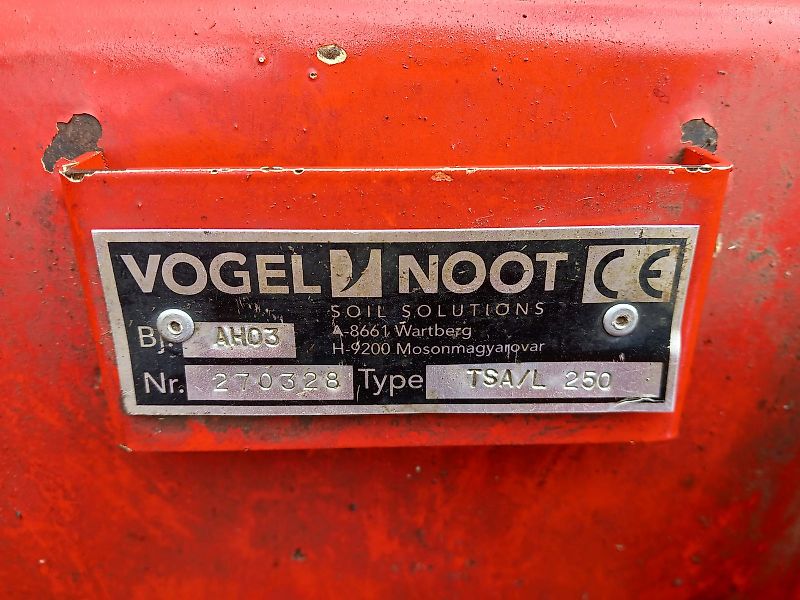 VOGEL NOOT CE
SOIL SOLUTIONS
A-8661 Wartberg
H-9200 Mosonmagyarovar
Bj. AH03
Nr. 270328 Type TSA/L 250